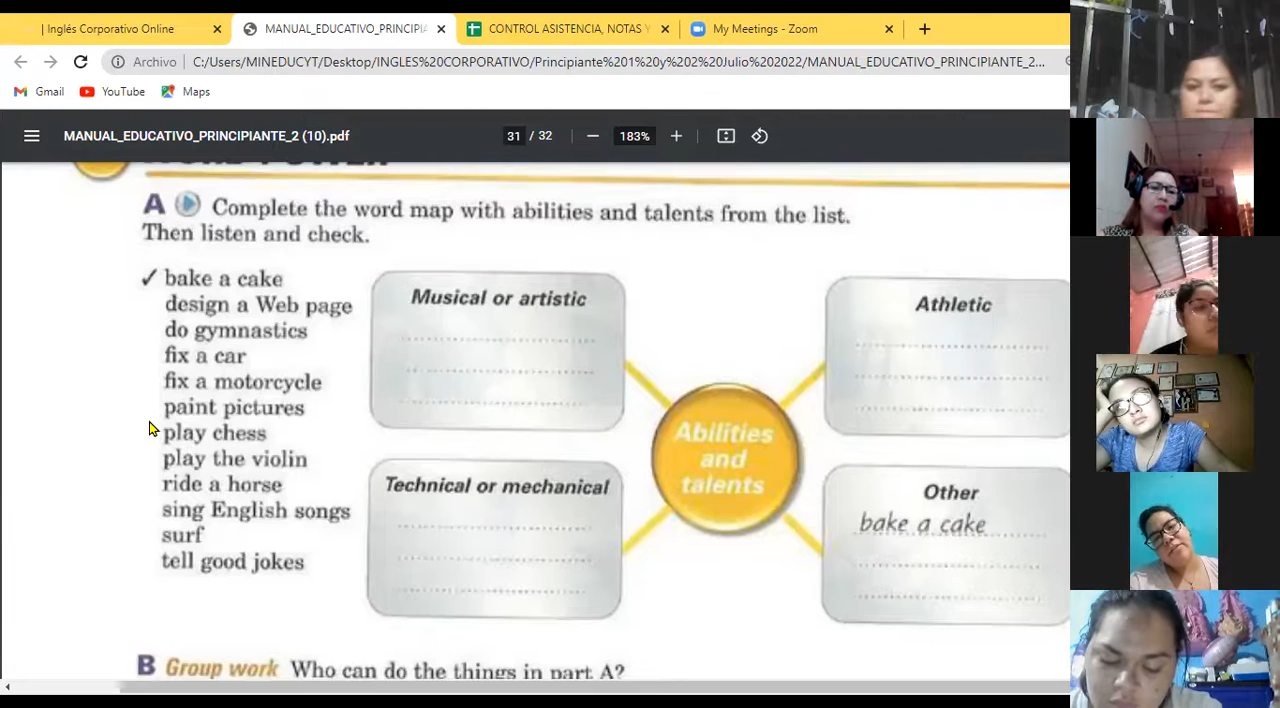 Inglés Corporativo Online
MANUAL_EDUCATIVO_PRINCIPIA
CONTROL ASISTENCIA, NOTAS Y
My Meetings - Zoom
Archivo
C:/Users/MINEDUCYT/Desktop/INGLES%20CORPORATIVO/Principiante%201%20y%202%20Julio%202022/MANUAL_EDUCATIVO_PRINCIPIANTE_2...
Gmail
YouTube
Maps
MANUAL_EDUCATIVO_PRINCIPIANTE_2 (10).pdf
31 / 32
183%
WORD POWER
A Complete the word map with abilities and talents from the list.
Then listen and check.
✓ bake a cake
design a Web page
do gymnastics
fix a car
fix a motorcycle
paint pictures
play chess
play the violin
ride a horse
sing English songs
surf
tell good jokes
Musical or artistic
Athletic
Abilities
and
talents
Technical or mechanical
Other
bake a cake
B Group work Who can do the things in part A?